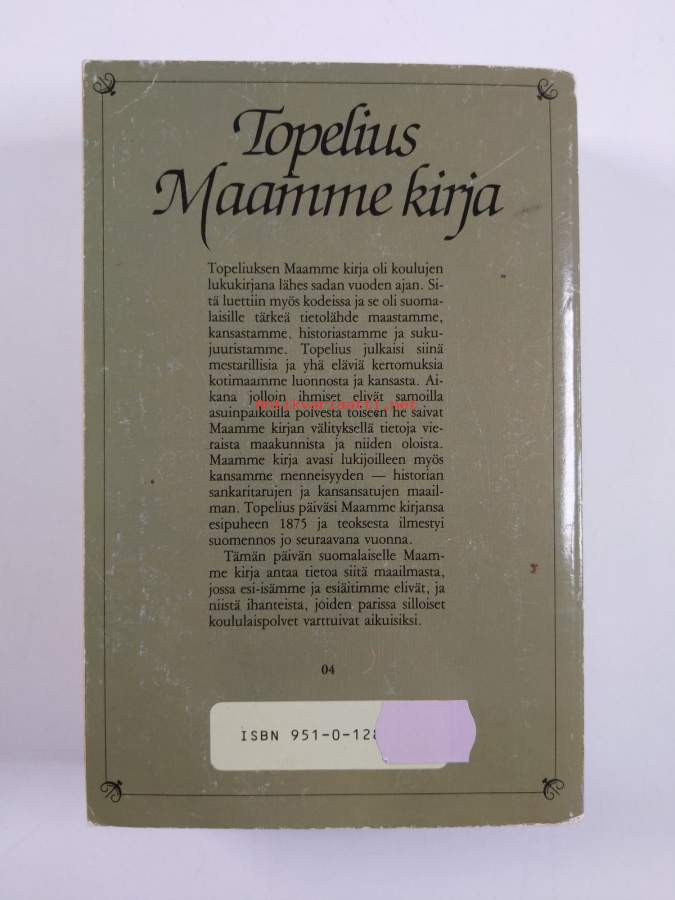 Topelius
Maamme kirja
Topeliuksen Maamme kirja oli koulujen
lukukirjana lähes sadan vuoden ajan. Si-
tä luettiin myös kodeissa ja se oli suoma-
laisille tärkeä tietolähde maastamme,
kansastamme, historiastamme ja suku-
juuristamme. Topelius julkaisi siinä
mestarillisia ja yhä eläviä kertomuksia
kotimaamme luonnosta ja kansasta. Ai-
kana jolloin ihmiset elivät samoilla
Antikvariaatti.net
asuinpaikoilla polvesta toiseen he saivat
Maamme kirjan välityksellä tietoja vie-
raista maakunnista ja niiden oloista.
Maamme kirja avasi lukijoilleen myös
kansamme menneisyyden — historian
sankaritarujen ja kansansatujen maail-
man. Topelius päiväsi Maamme kirjansa
esipuheen 1875 ja teoksesta ilmestyi
suomennos jo seuraavana vuonna.
Tämän päivän suomalaiselle Maam-
me kirja antaa tietoa siitä maailmasta,
jossa esi-isämme ja esiäitimme elivät, ja
niistä ihanteista, joiden parissa silloiset
koululaispolvet varttuivat aikuisiksi.
04
ISBN 951-0-12